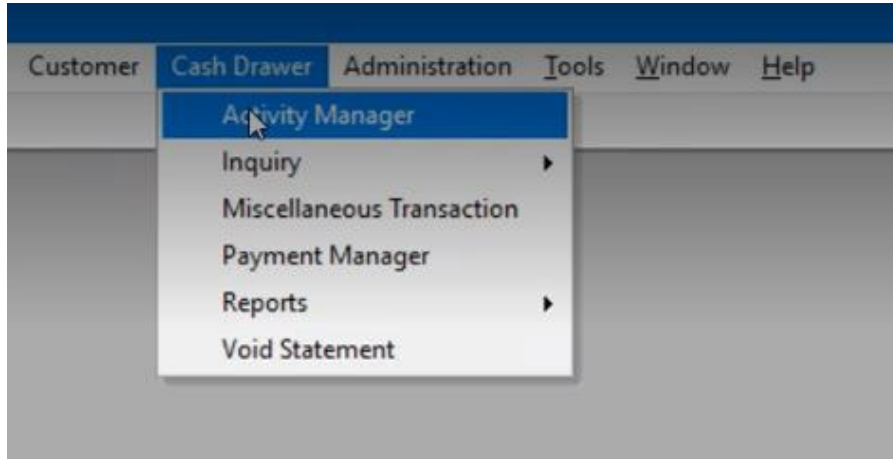 Customer Cash Drawer Administration Tools Window Help
Activity Manager
Inquiry
Miscellaneous Transaction
Payment Manager
Reports
Void Statement